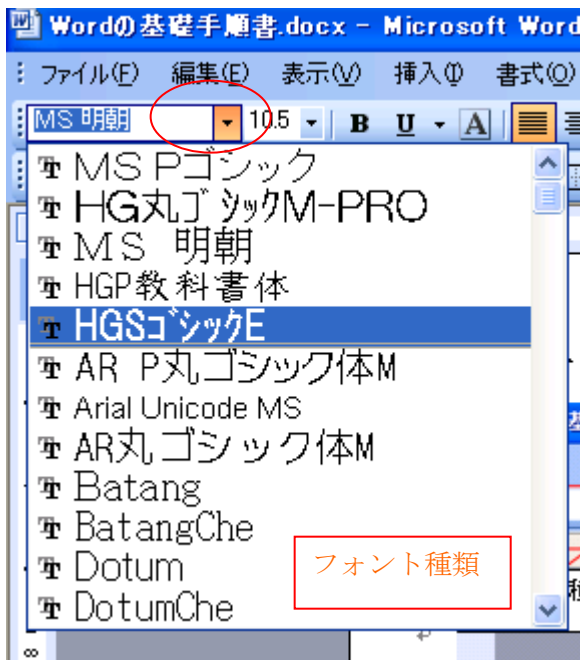 Wordの基礎手順書.docx - Microsoft Word
ファイル(F) 編集(E) 表示(V) 挿入(I) 書式(O)
MS 明朝 10.5 B U A
MS Pゴシック
HG丸ゴシックM-PRO
MS 明朝
HGP教科書体
HGSゴシックE
AR P丸ゴシック体M
Arial Unicode MS
AR丸ゴシック体M
Batang
BatangChe
Dotum
DotumChe
フォント種類
8